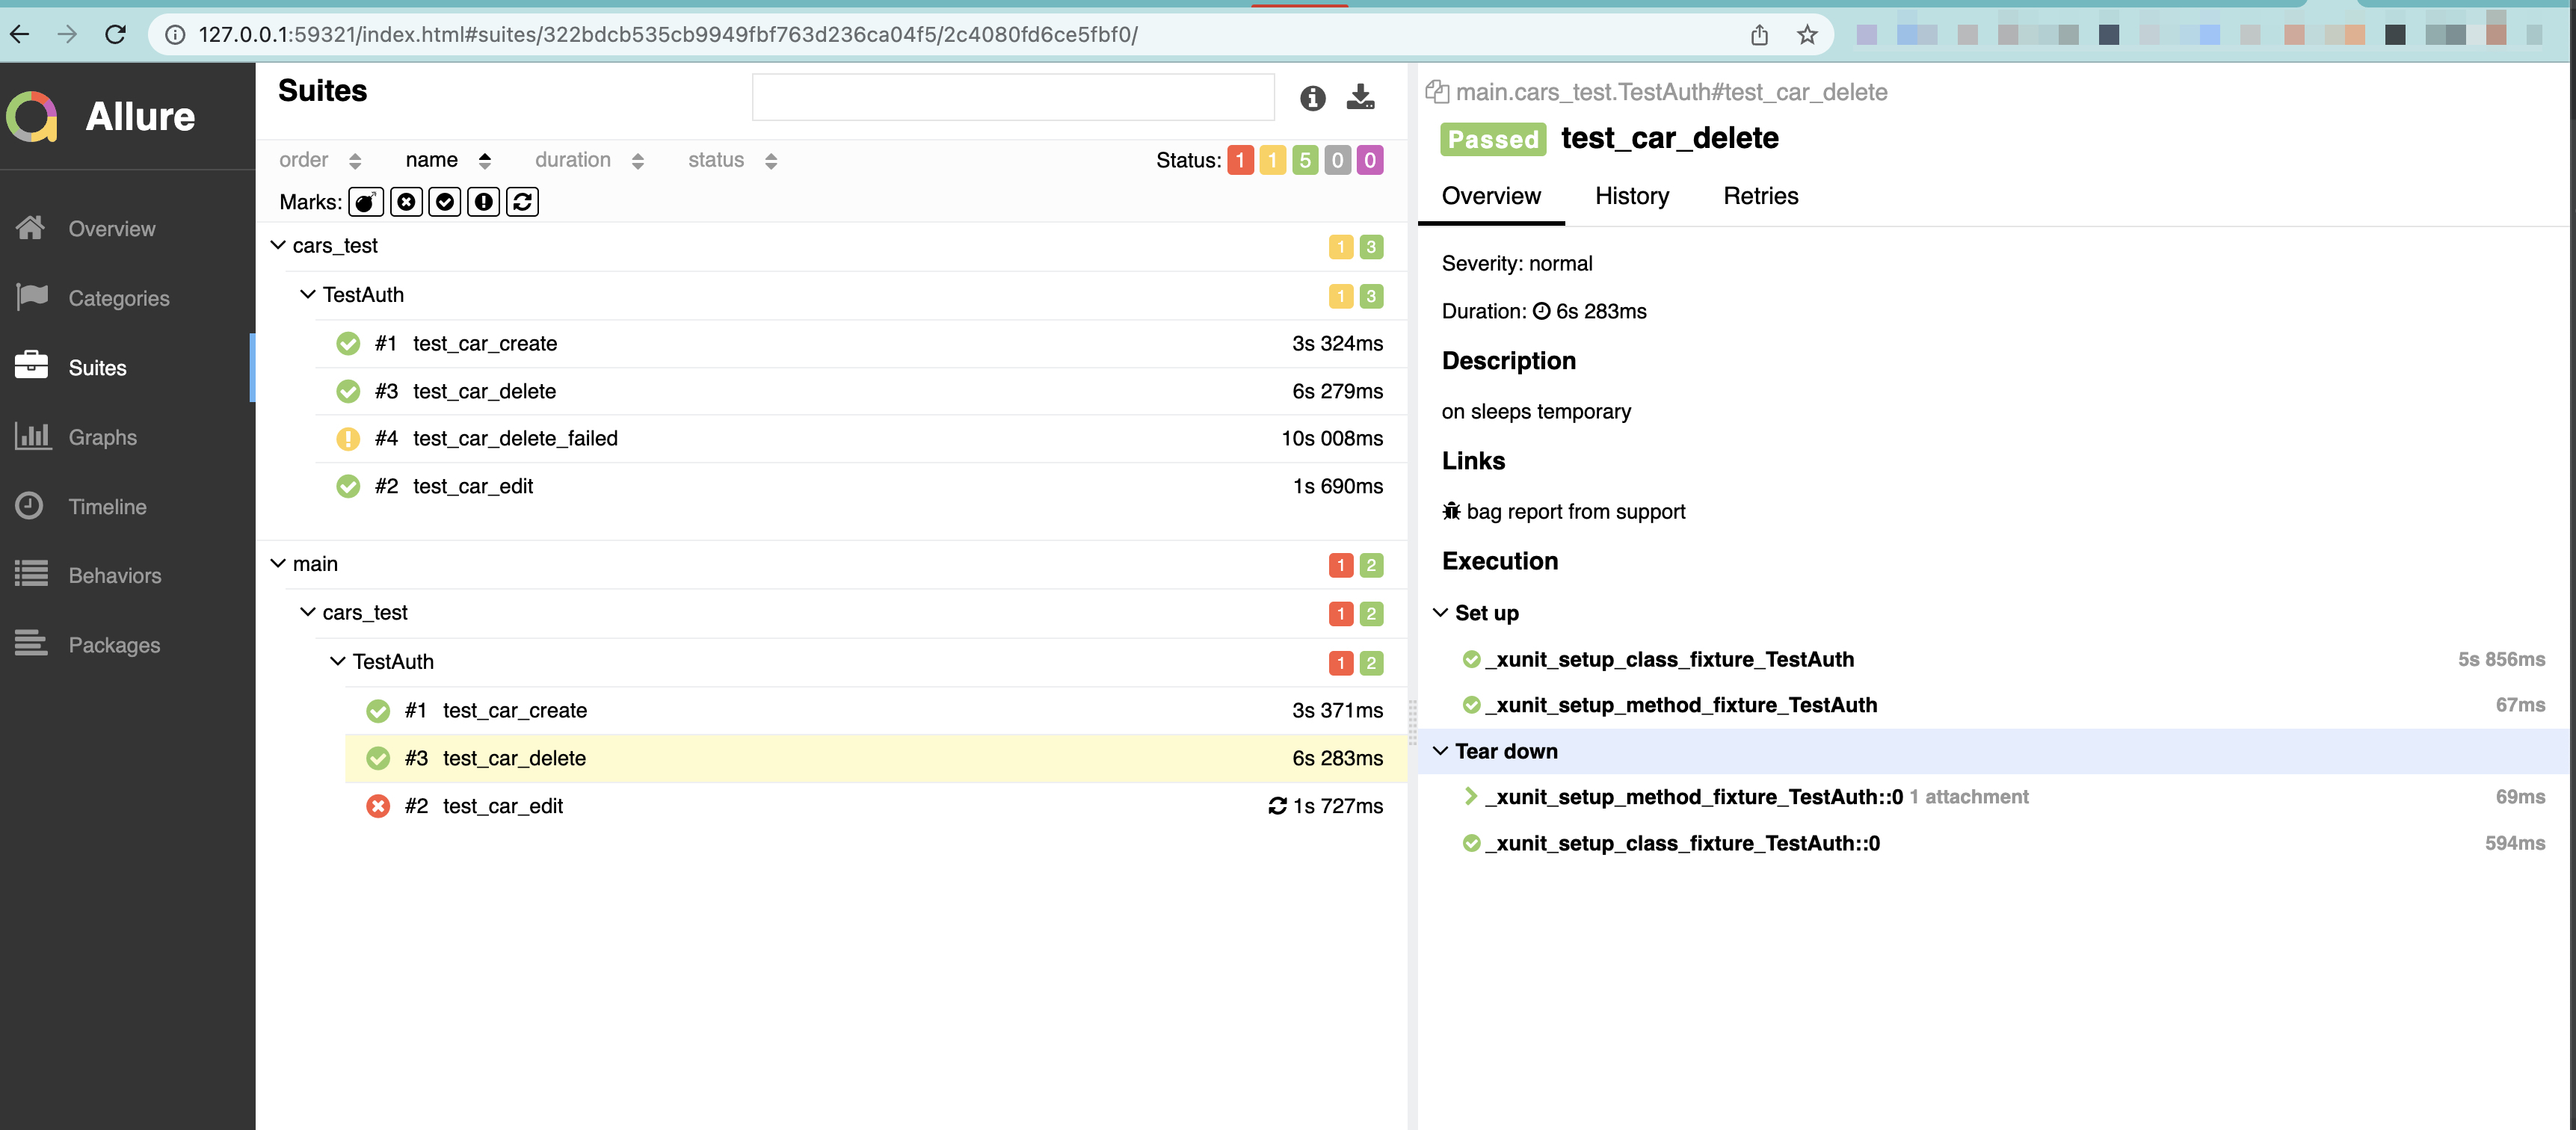 127.0.0.1:59321/index.html#suites/322bdcb535cb9949fbf763d236ca04f5/2c4080fd6ce5fbf0/
Allure
Overview
Categories
Suites
Graphs
Timeline
Behaviors
Packages
Suites
order name duration status Status: 1 1 5 0 0
Marks:
cars_test 1 3
TestAuth 1 3
#1 test_car_create 3s 324ms
#3 test_car_delete 6s 279ms
#4 test_car_delete_failed 10s 008ms
#2 test_car_edit 1s 690ms
main 1 2
cars_test 1 2
TestAuth 1 2
#1 test_car_create 3s 371ms
#3 test_car_delete 6s 283ms
#2 test_car_edit 1s 727ms
main.cars_test.TestAuth#test_car_delete
Passed test_car_delete
Overview History Retries
Severity: normal
Duration: 6s 283ms
Description
on sleeps temporary
Links
bag report from support
Execution
Set up
_xunit_setup_class_fixture_TestAuth 5s 856ms
_xunit_setup_method_fixture_TestAuth 67ms
Tear down
_xunit_setup_method_fixture_TestAuth::0 1 attachment 69ms
_xunit_setup_class_fixture_TestAuth::0 594ms